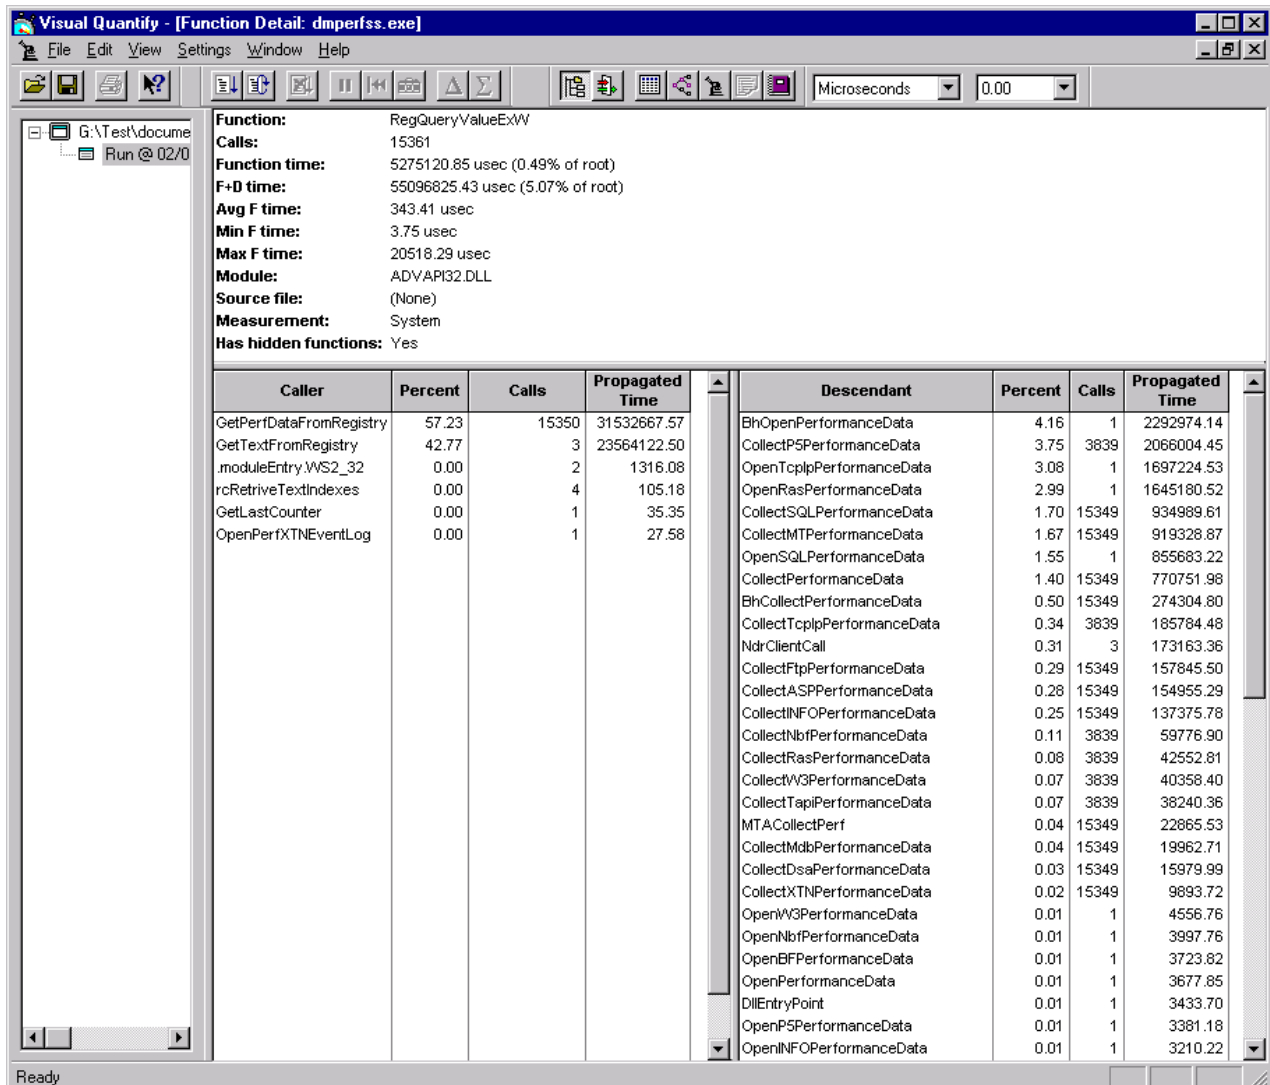 Visual Quantify - [Function Detail: dmperfss.exe]
File Edit View Settings Window Help
Microseconds 0.00
G:\Test\docume
Run @ 02/0
Function: RegQueryValueExW
Calls: 15361
Function time: 5275120.85 usec (0.49% of root)
F+D time: 55096825.43 usec (5.07% of root)
Avg F time: 343.41 usec
Min F time: 3.75 usec
Max F time: 20518.29 usec
Module: ADVAPI32.DLL
Source file: (None)
Measurement: System
Has hidden functions: Yes
Caller Percent Calls Propagated Time
GetPerfDataFromRegistry 57.23 15350 31532667.57
GetTextFromRegistry 42.77 3 23564122.50
.moduleEntry.WS2_32 0.00 2 1316.08
rcRetriveTextIndexes 0.00 4 105.18
GetLastCounter 0.00 1 35.35
OpenPerfXTNEventLog 0.00 1 27.58
Descendant Percent Calls Propagated Time
BhOpenPerformanceData 4.16 1 2292974.14
CollectP5PerformanceData 3.75 3839 2066004.45
OpenTcpIpPerformanceData 3.08 1 1697224.53
OpenRasPerformanceData 2.99 1 1645180.52
CollectSQLPerformanceData 1.70 15349 934989.61
CollectMTPerformanceData 1.67 15349 919328.87
OpenSQLPerformanceData 1.55 1 855683.22
CollectPerformanceData 1.40 15349 770751.98
BhCollectPerformanceData 0.50 15349 274304.80
CollectTcpIpPerformanceData 0.34 3839 185784.48
NdrClientCall 0.31 3 173163.36
CollectFtpPerformanceData 0.29 15349 157845.50
CollectASPPerformanceData 0.28 15349 154955.29
CollectINFOPerformanceData 0.25 15349 137375.78
CollectNbfPerformanceData 0.11 3839 59776.90
CollectRasPerformanceData 0.08 3839 42552.81
CollectW3PerformanceData 0.07 3839 40358.40
CollectTapiPerformanceData 0.07 3839 38240.36
MTACollectPerf 0.04 15349 22865.53
CollectMdbPerformanceData 0.04 15349 19962.71
CollectDsaPerformanceData 0.03 15349 15979.99
CollectXTNPerformanceData 0.02 15349 9893.72
OpenW3PerformanceData 0.01 1 4556.76
OpenNbfPerformanceData 0.01 1 3997.76
OpenBFPerformanceData 0.01 1 3723.82
OpenPerformanceData 0.01 1 3677.85
DllEntryPoint 0.01 1 3433.70
OpenP5PerformanceData 0.01 1 3381.18
OpenINFOPerformanceData 0.01 1 3210.22
Ready